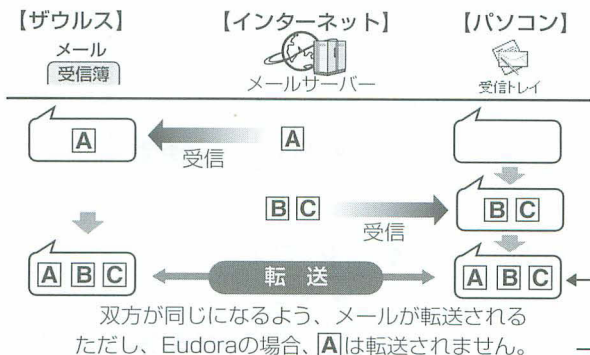 【ザウルス】 【インターネット】 【パソコン】
メール
受信簿
メールサーバー
受信トレイ
A A
受信
B C B C
受信
A B C 転送 A B C
双方が同じになるよう、メールが転送される
ただし、Eudoraの場合、Aは転送されません。